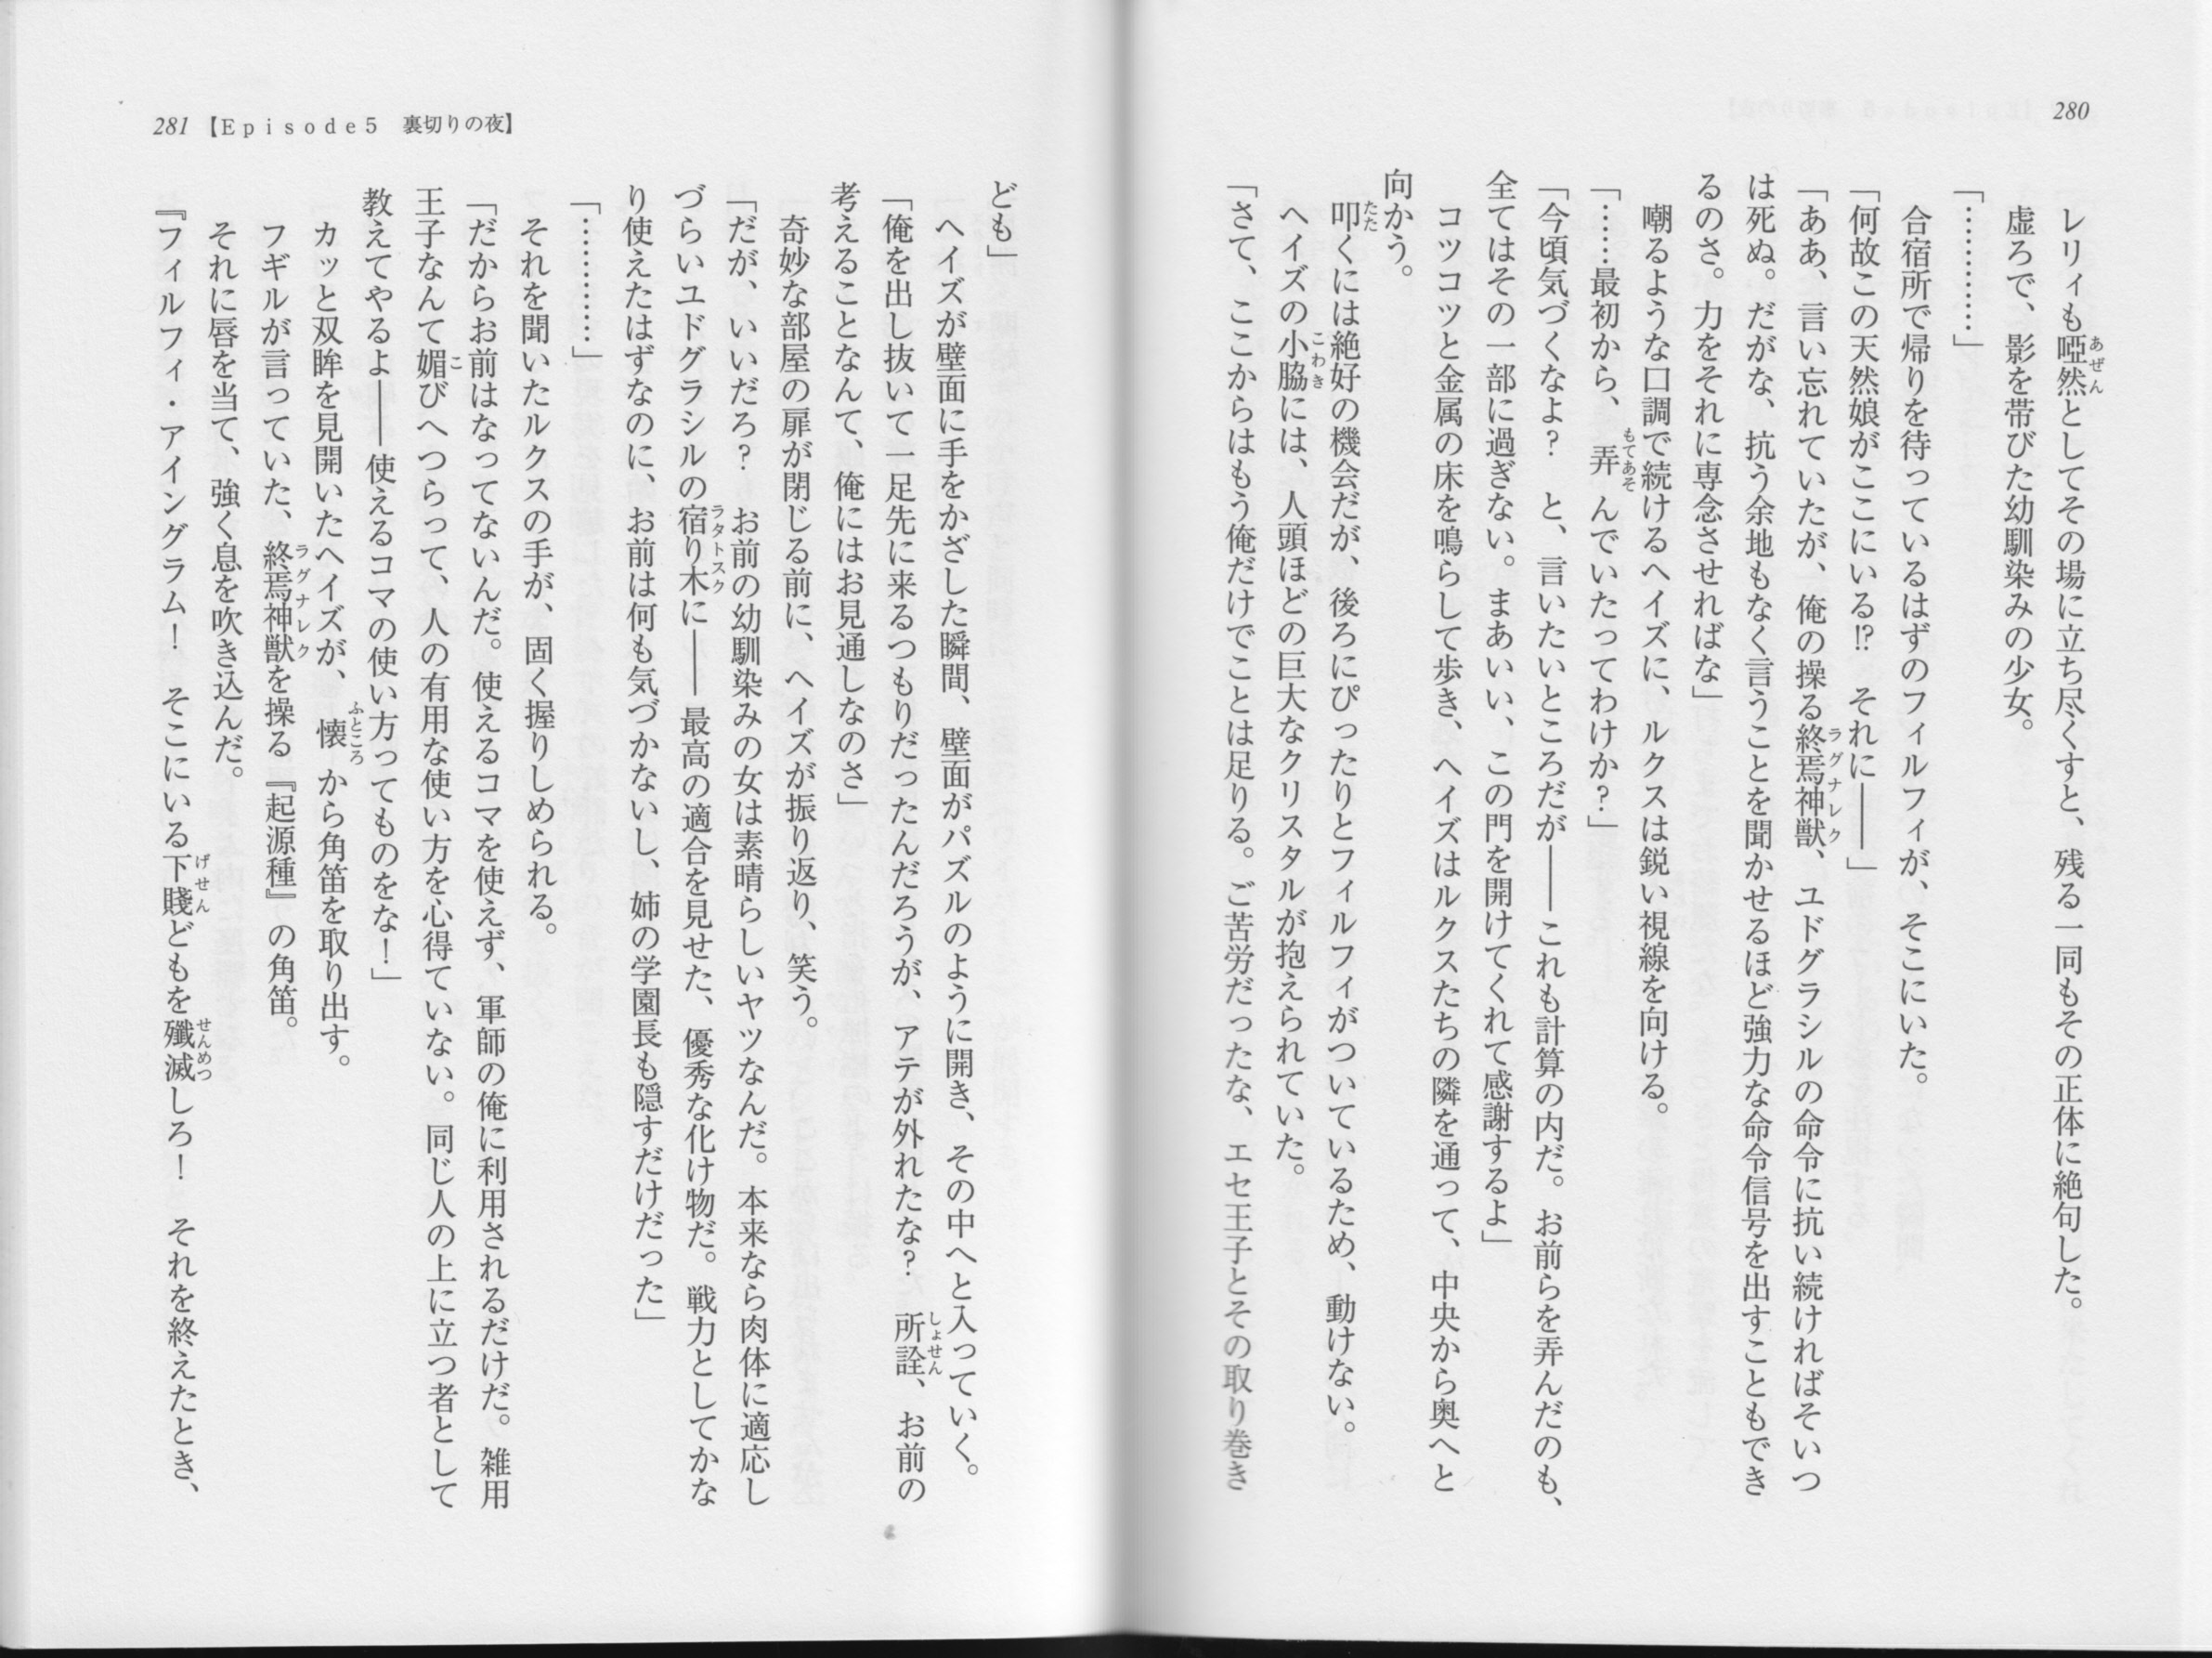 280
レリィも啞然としてその場に立ち尽くすと、残る一同もその正体に絶句した。
虚ろで、影を帯びた幼馴染みの少女。
「…………」
合宿所で帰りを待っているはずのフィルフィが、そこにいた。
「何故この天然娘がここにいる!? それに――」
「ああ、言い忘れていたが、俺の操る終焉神獣、ユドグラシルの命令に抗い続ければそいつ
は死ぬ。だがな、抗う余地もなく言うことを聞かせるほど強力な命令信号を出すこともでき
るのさ。力をそれに専念させればな」
嘲るような口調で続けるヘイズに、ルクスは鋭い視線を向ける。
「……最初から、弄んでいたってわけか?」
「今頃気づくなよ? と、言いたいところだが――これも計算の内だ。お前らを弄んだのも、
全てはその一部に過ぎない。まあいい、この門を開けてくれて感謝するよ」
コツコツと金属の床を鳴らして歩き、ヘイズはルクスたちの隣を通って、中央から奥へと
向かう。
叩くには絶好の機会だが、後ろにぴったりとフィルフィがついているため、動けない。
ヘイズの小脇には、人頭ほどの巨大なクリスタルが抱えられていた。
「さて、ここからはもう俺だけでことは足りる。ご苦労だったな、エセ王子とその取り巻き
281【Episode5 裏切りの夜】
ども」
ヘイズが壁面に手をかざした瞬間、壁面がパズルのように開き、その中へと入っていく。
「俺を出し抜いて一足先に来るつもりだったんだろうが、アテが外れたな? 所詮、お前の
考えることなんて、俺にはお見通しなのさ」
奇妙な部屋の扉が閉じる前に、ヘイズが振り返り、笑う。
「だが、いいだろ? お前の幼馴染みの女は素晴らしいヤツなんだ。本来なら肉体に適応し
づらいユドグラシルの宿り木に――最高の適合を見せた、優秀な化け物だ。戦力としてかな
り使えたはずなのに、お前は何も気づかないし、姉の学園長も隠すだけだった」
「…………」
それを聞いたルクスの手が、固く握りしめられる。
「だからお前はなってないんだ。使えるコマを使えず、軍師の俺に利用されるだけだ。雑用
王子なんて媚びへつらって、人の有用な使い方を心得ていない。同じ人の上に立つ者として
教えてやるよ――使えるコマの使い方ってものをな!」
カッと双眸を見開いたヘイズが、懐から角笛を取り出す。
フギルが言っていた、終焉神獣を操る『起源種』の角笛。
それに唇を当て、強く息を吹き込んだ。
『フィルフィ・アイングラム! そこにいる下賤どもを殲滅しろ! それを終えたとき、